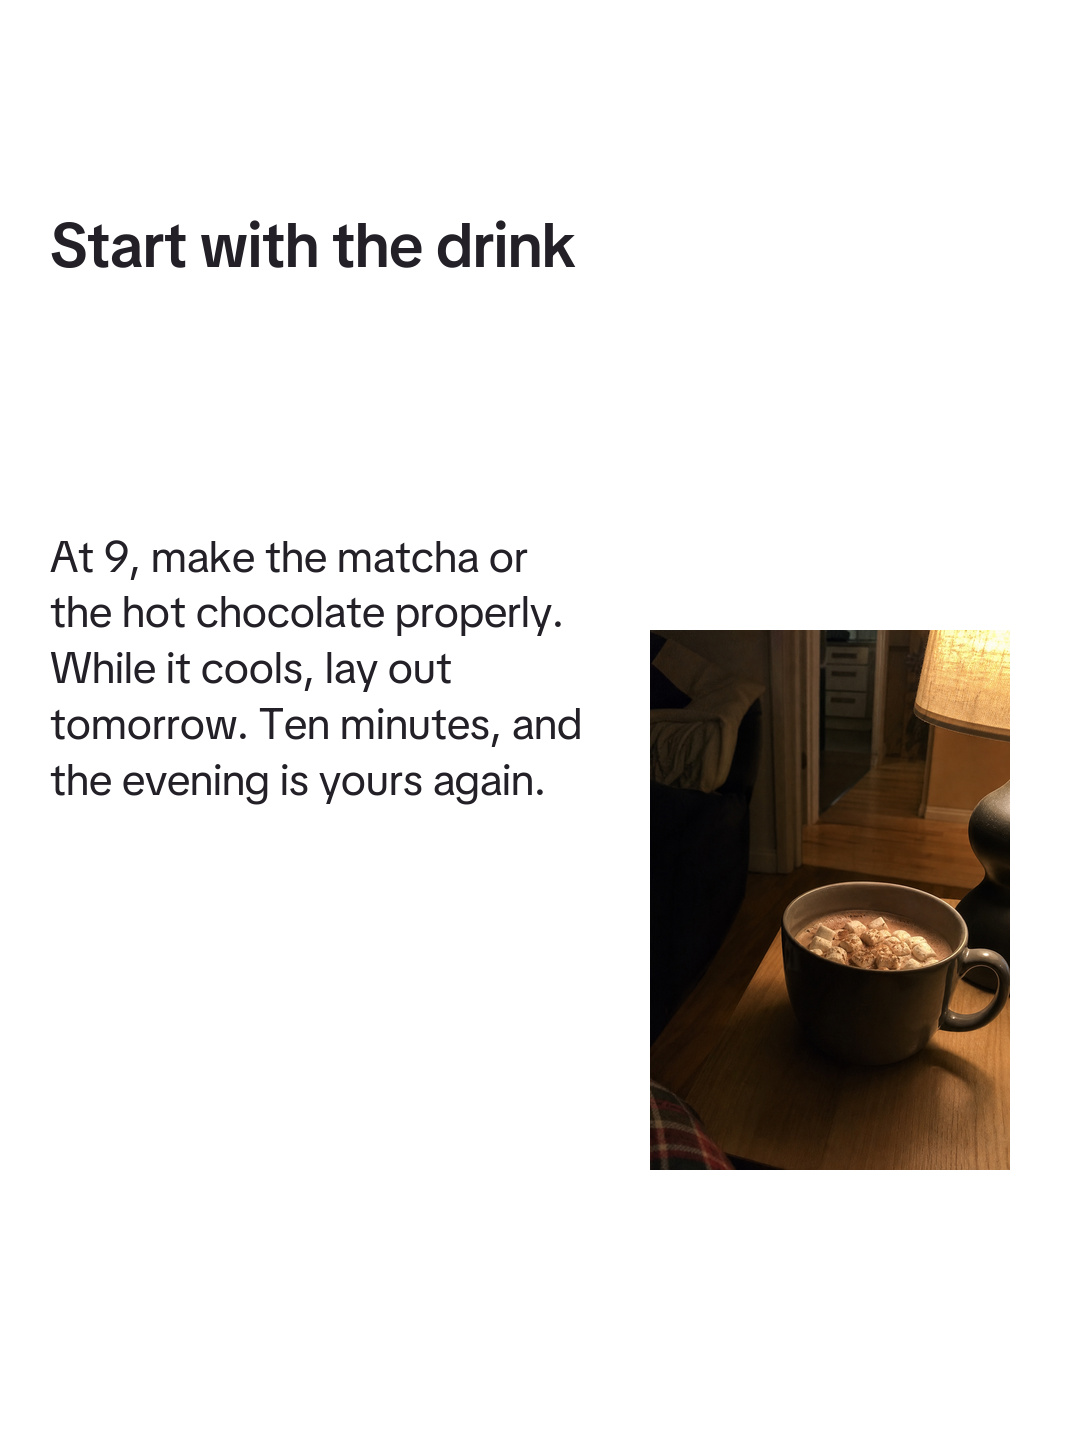 Start with the drink
At 9, make the matcha or
the hot chocolate properly.
While it cools, lay out
tomorrow. Ten minutes, and
the evening is yours again.